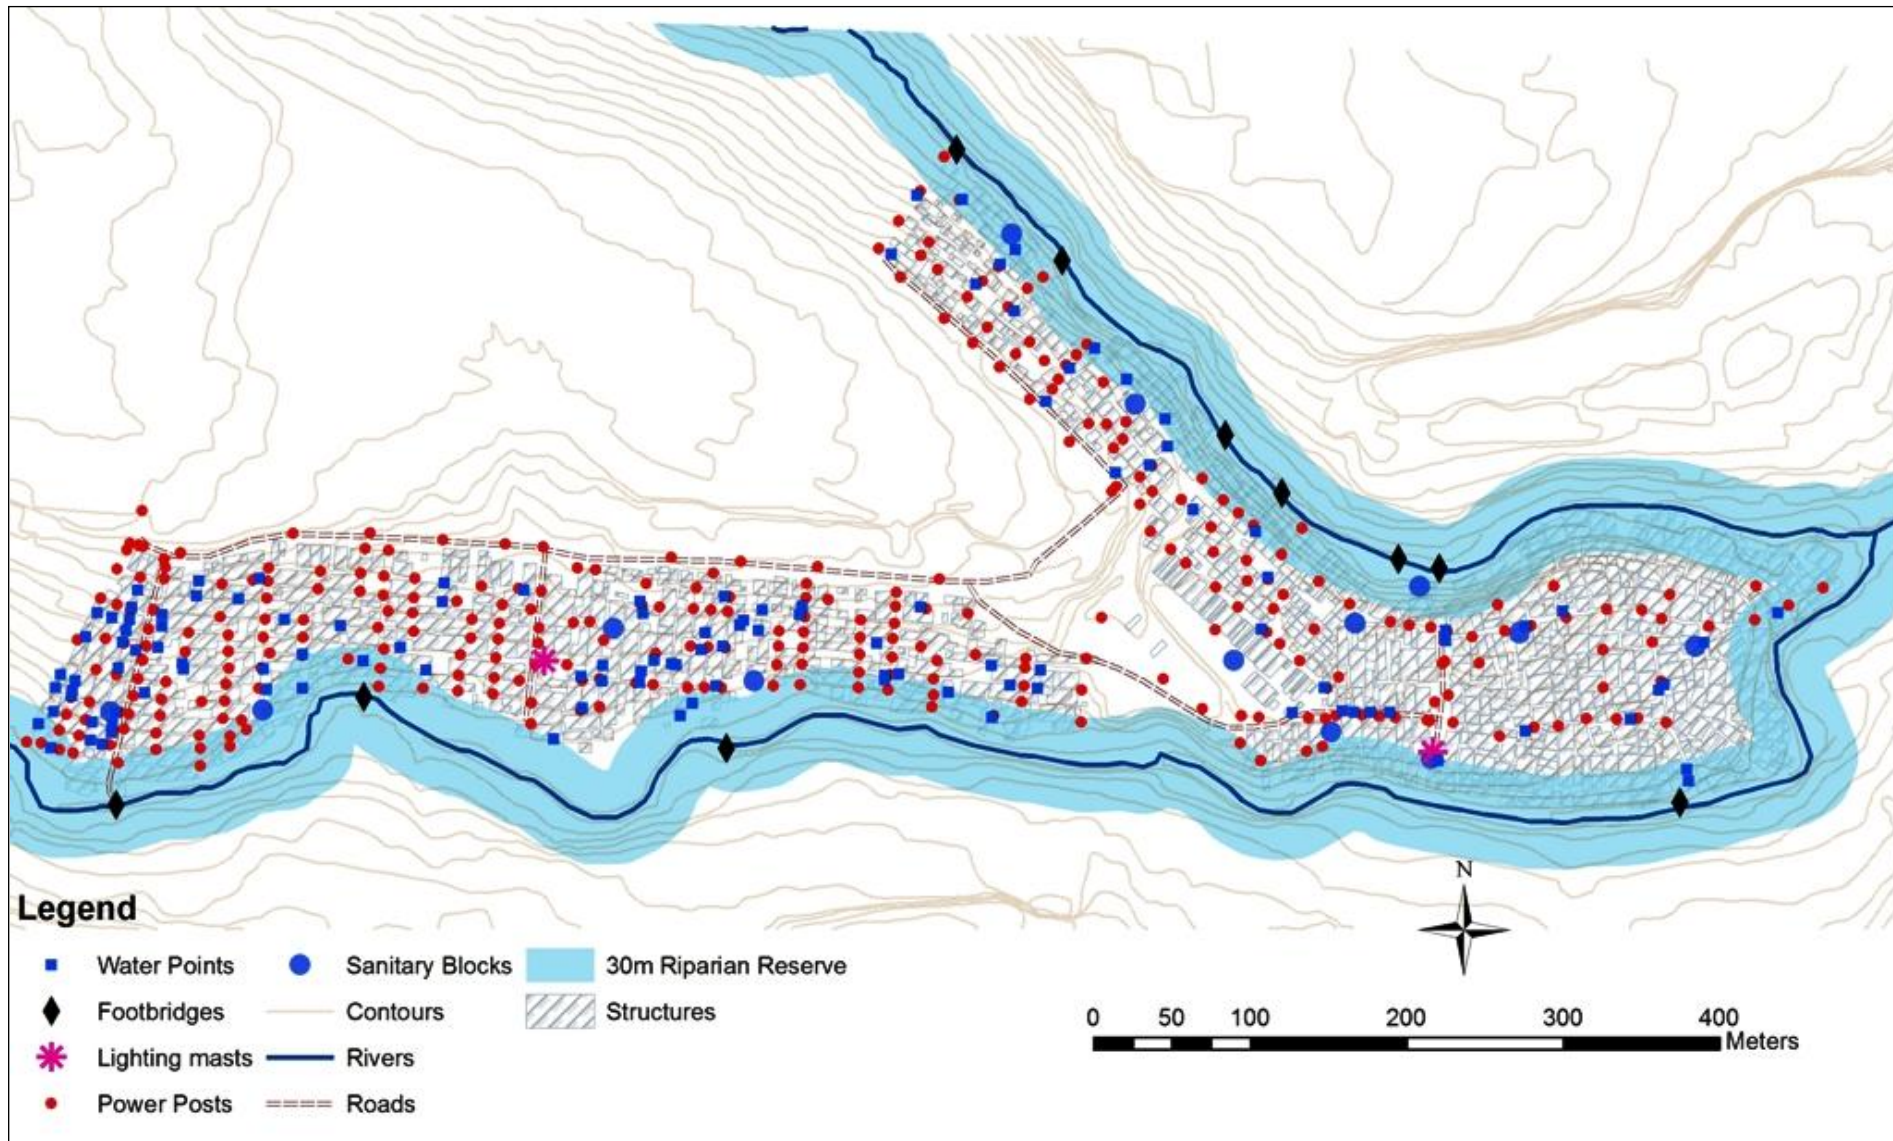 N
Legend
Water Points
Sanitary Blocks
30m Riparian Reserve
Footbridges
Contours
Structures
Lighting masts
Rivers
Power Posts
Roads
0 50 100 200 300 400
Meters